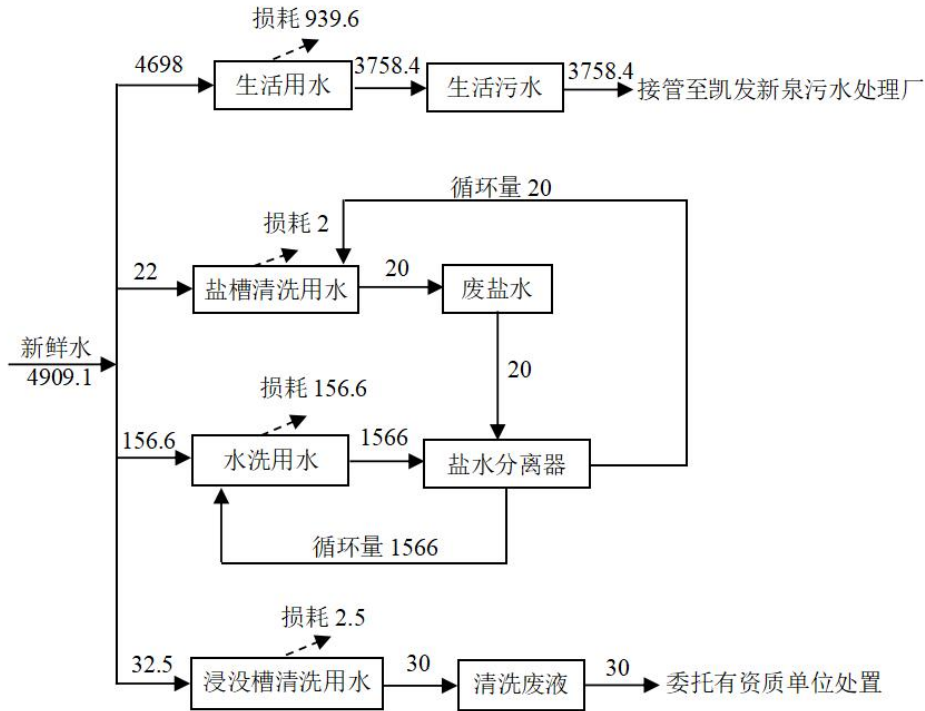 损耗 939.6
4698
生活用水
3758.4
生活污水
3758.4
接管至凯发新泉污水处理厂
循环量 20
损耗 2
22
盐槽清洗用水
20
废盐水
新鲜水
4909.1
20
损耗 156.6
156.6
水洗用水
1566
盐水分离器
循环量 1566
损耗 2.5
32.5
浸没槽清洗用水
30
清洗废液
30
委托有资质单位处置